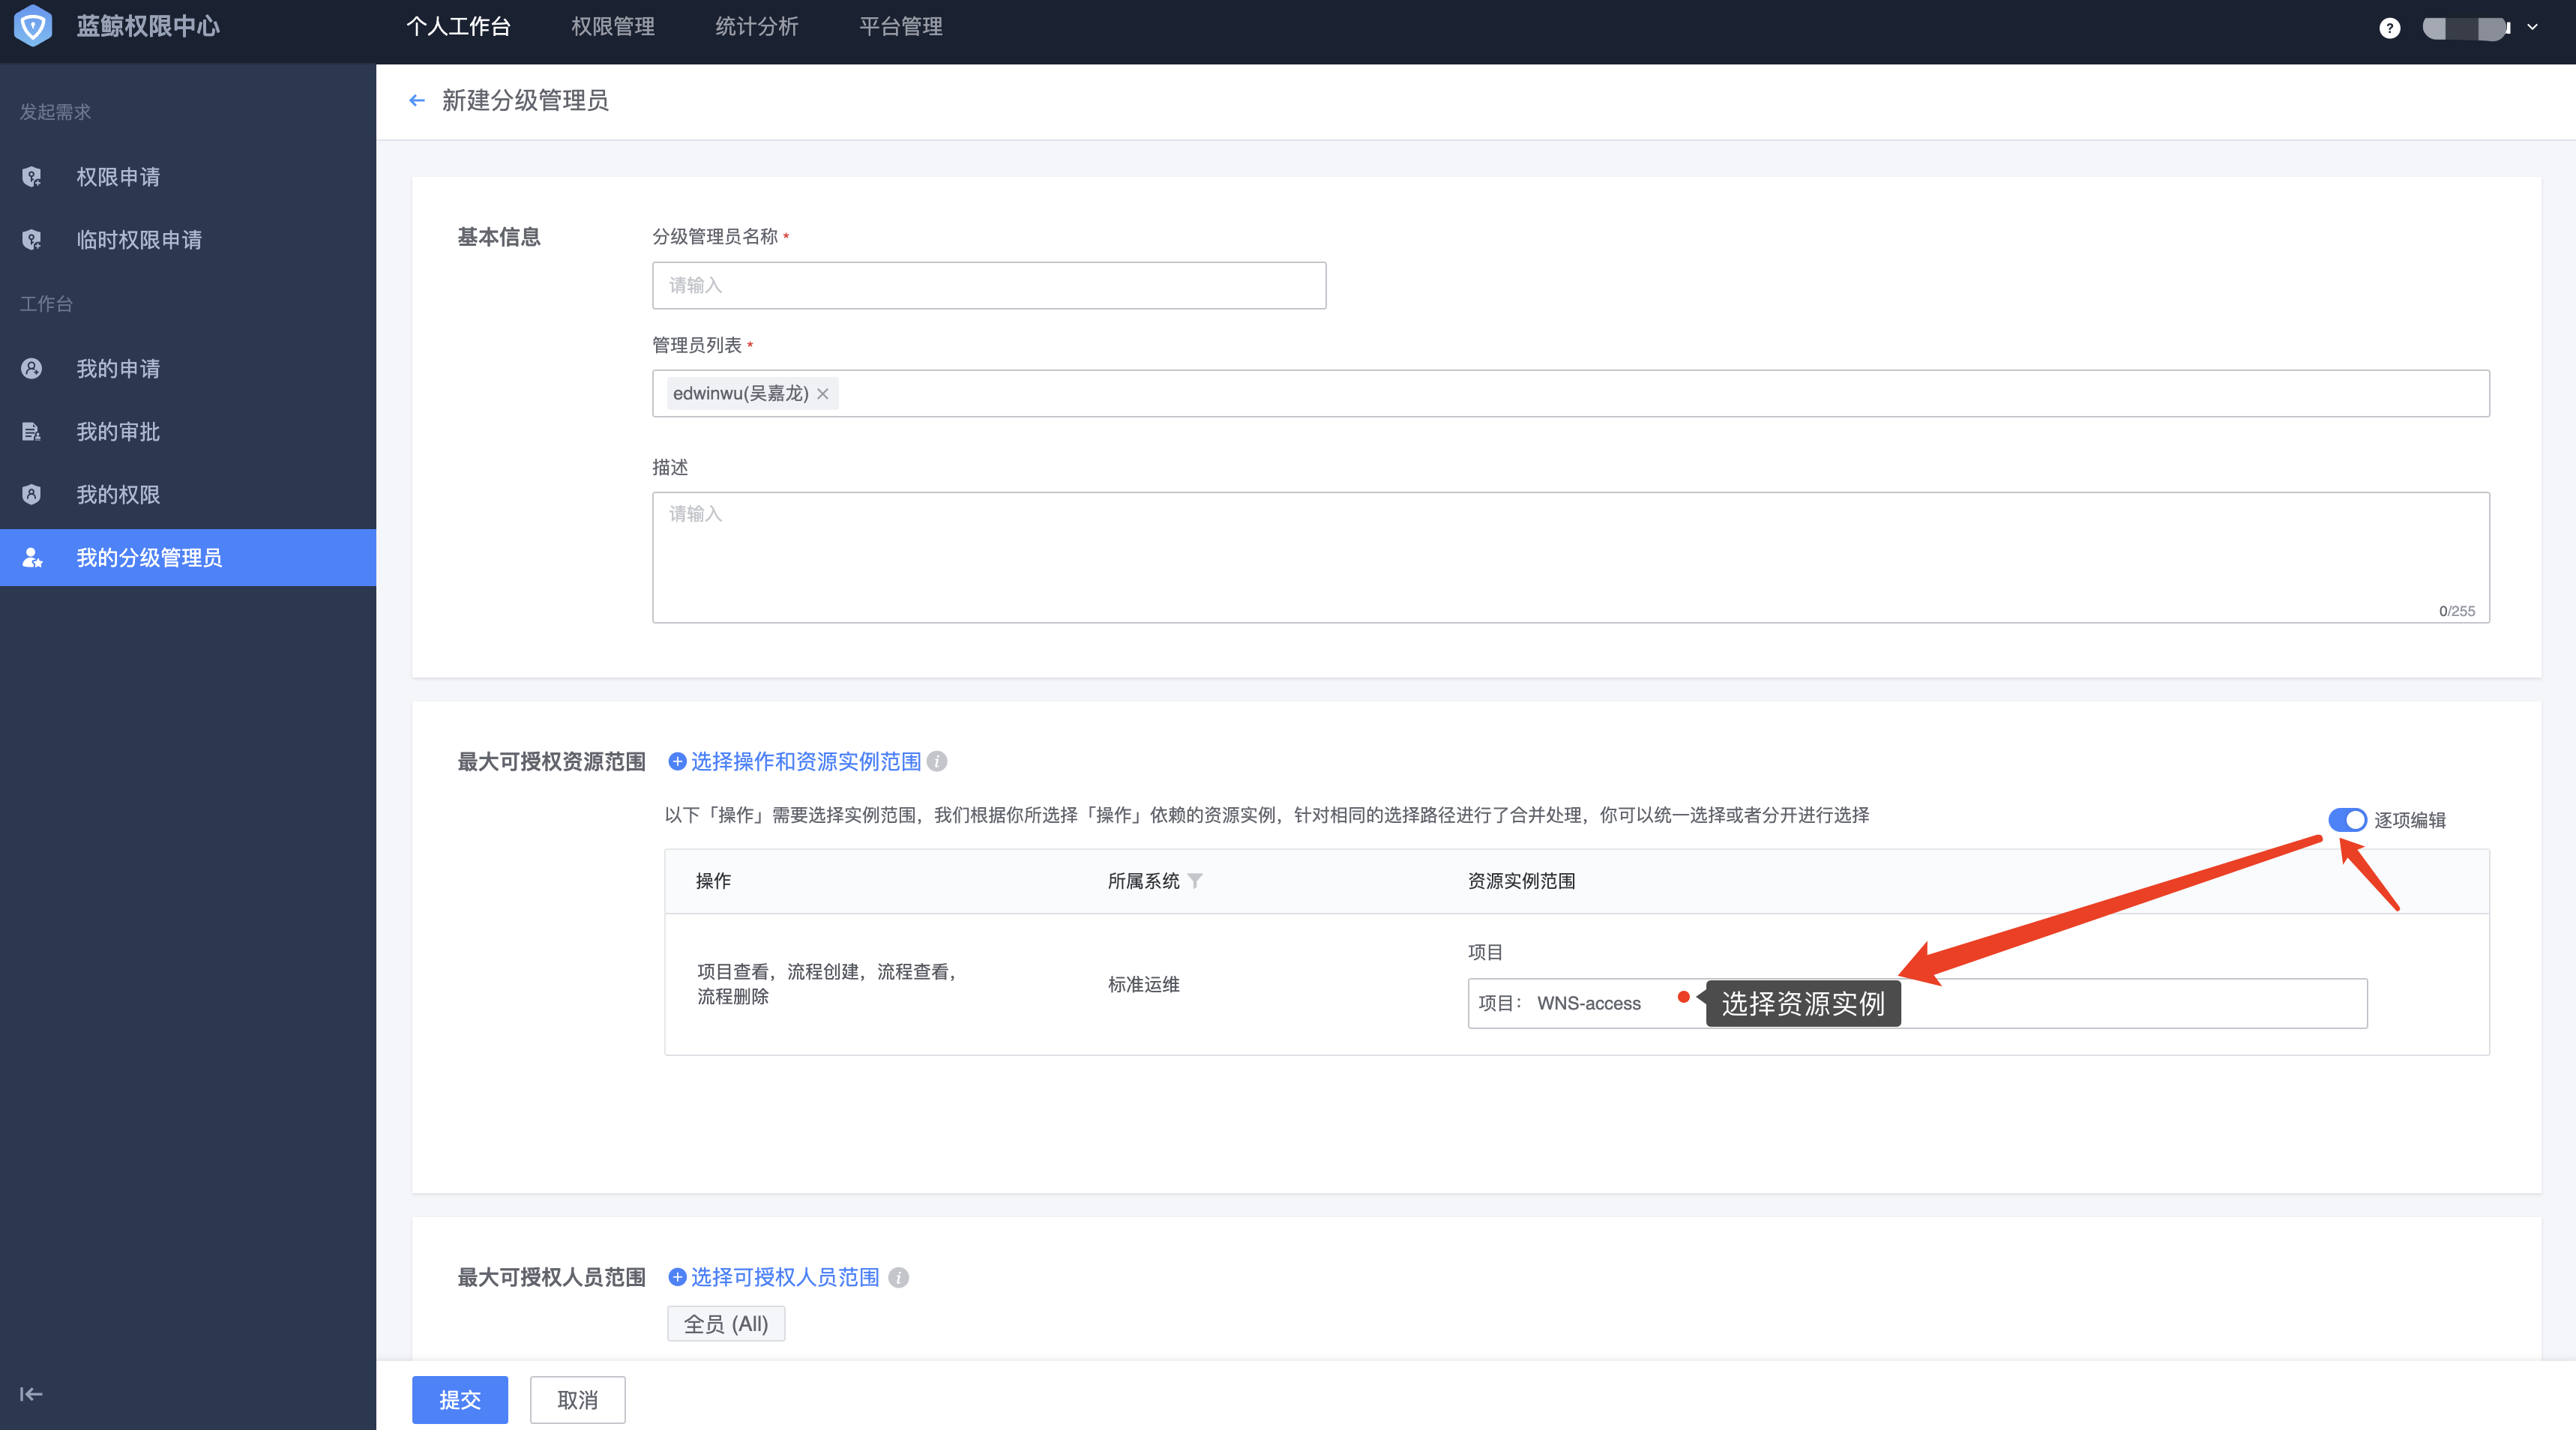 蓝鲸权限中心
个人工作台
权限管理
统计分析
平台管理
发起需求
权限申请
临时权限申请
工作台
我的申请
我的审批
我的权限
我的分级管理员
新建分级管理员
基本信息
分级管理员名称 *
请输入
管理员列表 *
edwinwu(吴嘉龙)
描述
请输入
0/255
最大可授权资源范围
选择操作和资源实例范围
以下「操作」需要选择实例范围，我们根据你所选择「操作」依赖的资源实例，针对相同的选择路径进行了合并处理，你可以统一选择或者分开进行选择
逐项编辑
操作
所属系统
资源实例范围
项目查看，流程创建，流程查看，
流程删除
标准运维
项目
项目： WNS-access
选择资源实例
最大可授权人员范围
选择可授权人员范围
全员 (All)
提交
取消